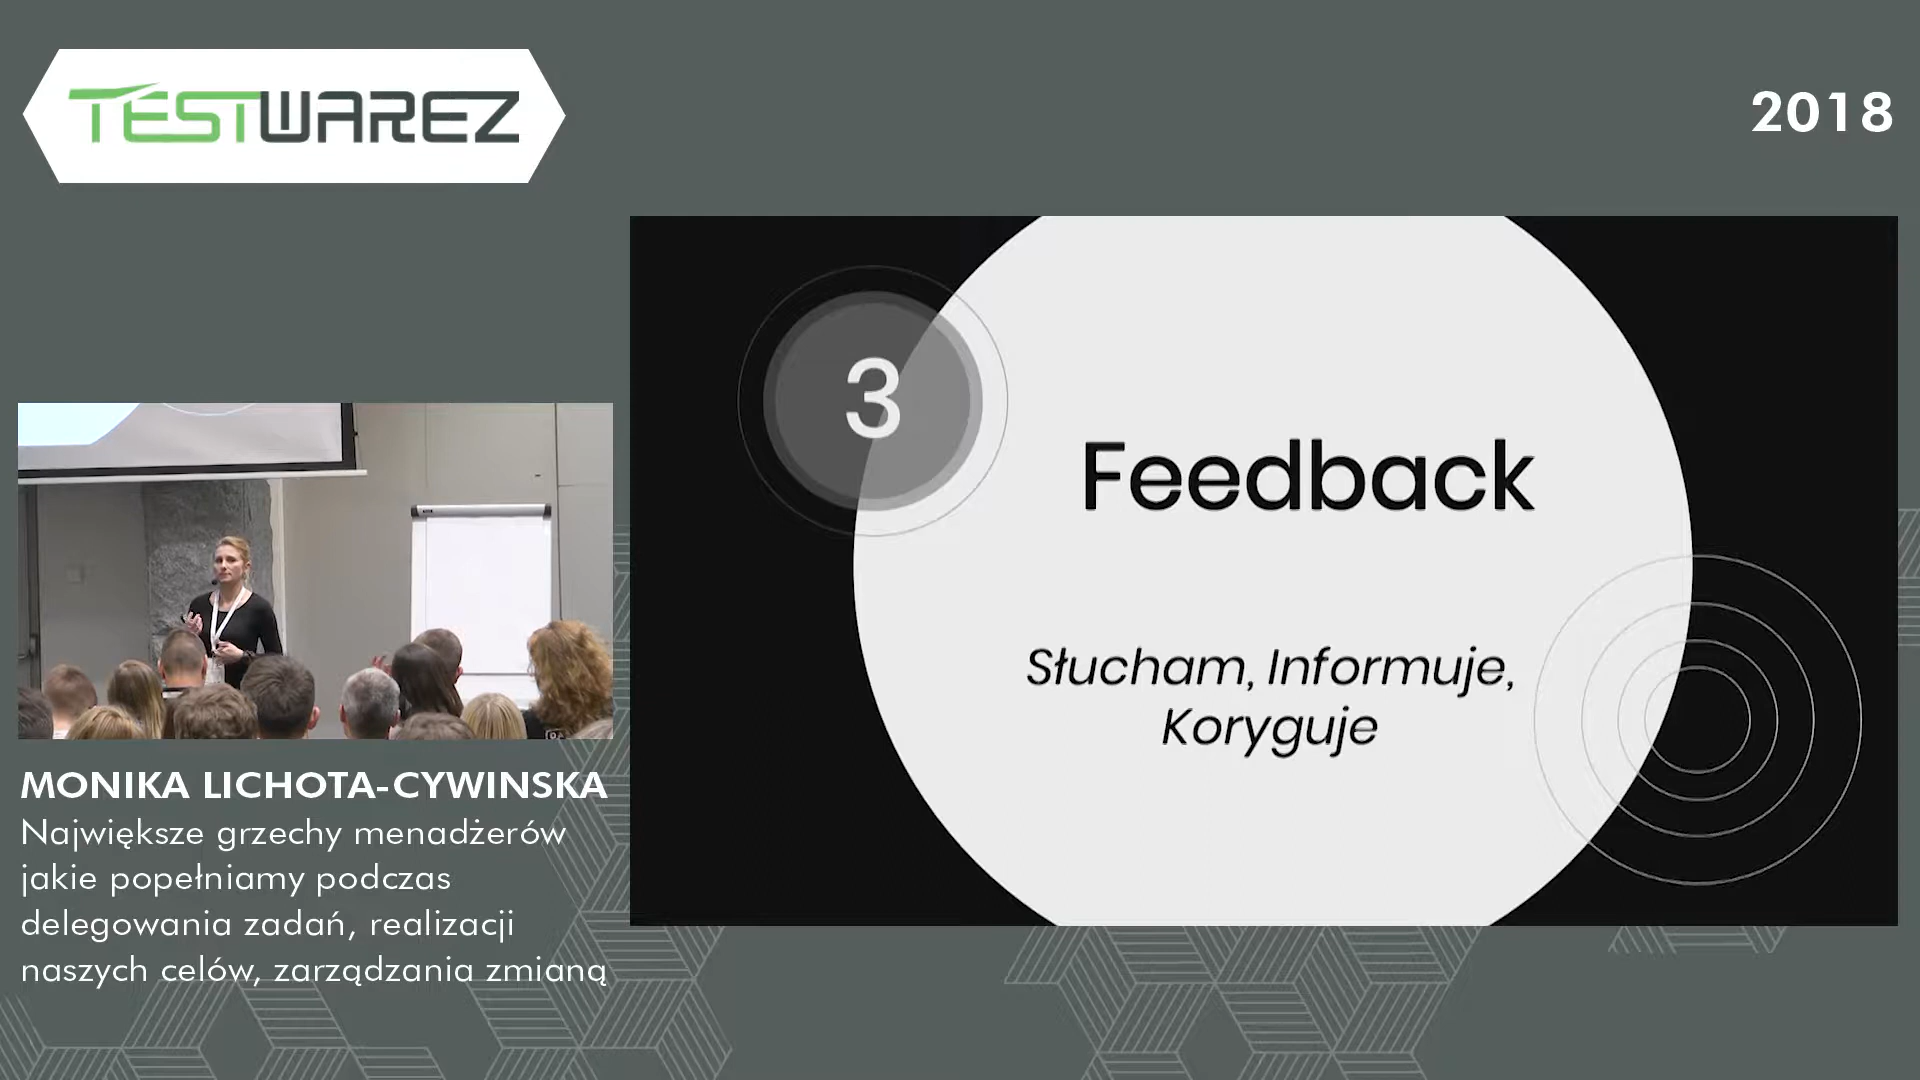 TESTWAREZ
2018
3
Feedback
Słucham, Informuje,
Koryguje
MONIKA LICHOTA-CYWINSKA
Największe grzechy menadżerów
jakie popełniamy podczas
delegowania zadań, realizacji
naszych celów, zarządzania zmianą